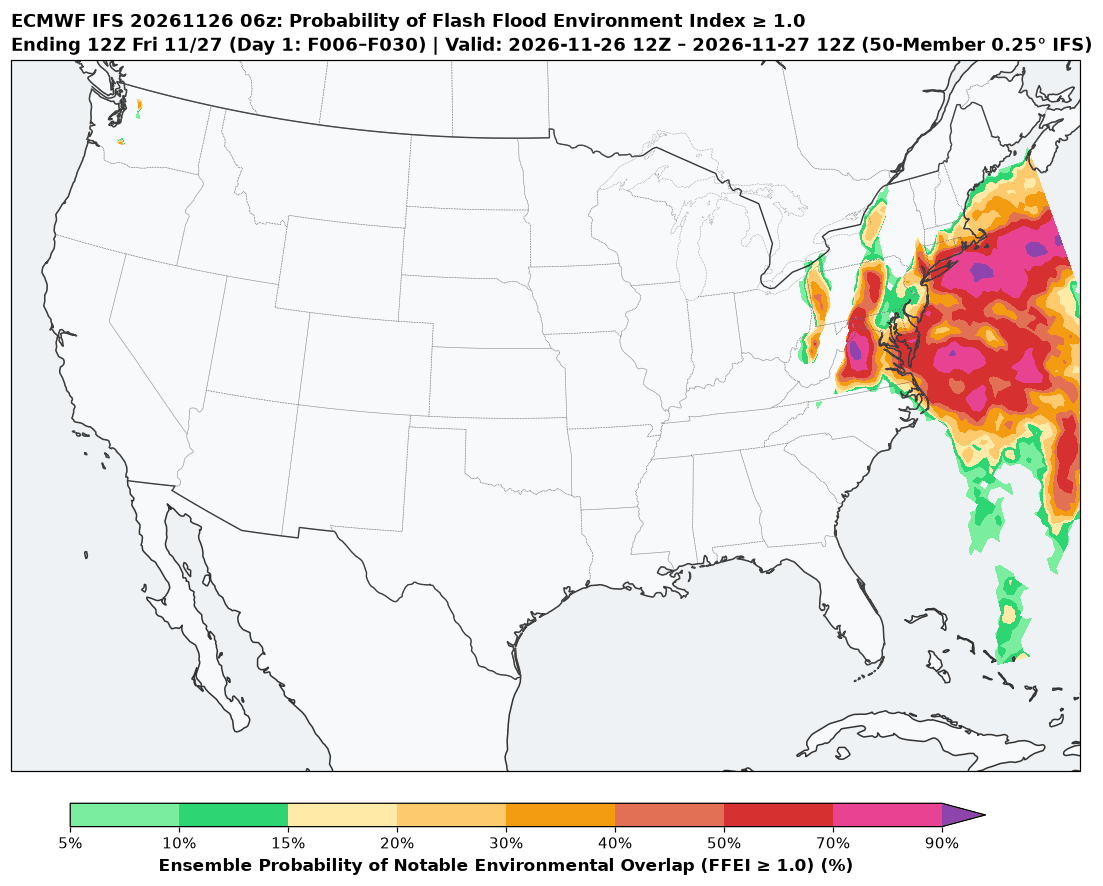 ECMWF IFS 20261126 06z: Probability of Flash Flood Environment Index ≥ 1.0
Ending 12Z Fri 11/27 (Day 1: F006–F030) | Valid: 2026-11-26 12Z – 2026-11-27 12Z (50-Member 0.25° IFS)
5% 10% 15% 20% 30% 40% 50% 70% 90%
Ensemble Probability of Notable Environmental Overlap (FFEI ≥ 1.0) (%)